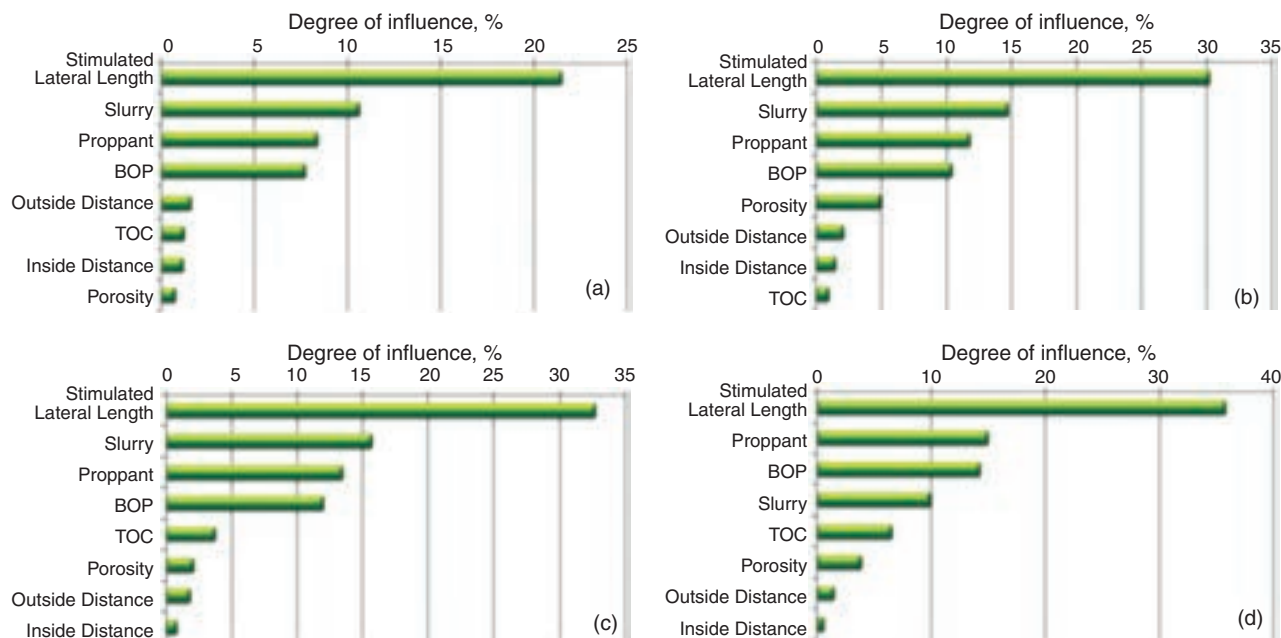 Degree of influence, %
0 5 10 15 20 25
Stimulated
Lateral Length
Slurry
Proppant
BOP
Outside Distance
TOC
Inside Distance
Porosity
(a)
Degree of influence, %
0 5 10 15 20 25 30 35
Stimulated
Lateral Length
Slurry
Proppant
BOP
Porosity
Outside Distance
Inside Distance
TOC
(b)
Degree of influence, %
0 5 10 15 20 25 30 35
Stimulated
Lateral Length
Slurry
Proppant
BOP
TOC
Porosity
Outside Distance
Inside Distance
(c)
Degree of influence, %
0 10 20 30 40
Stimulated
Lateral Length
Proppant
BOP
Slurry
TOC
Porosity
Outside Distance
Inside Distance
(d)